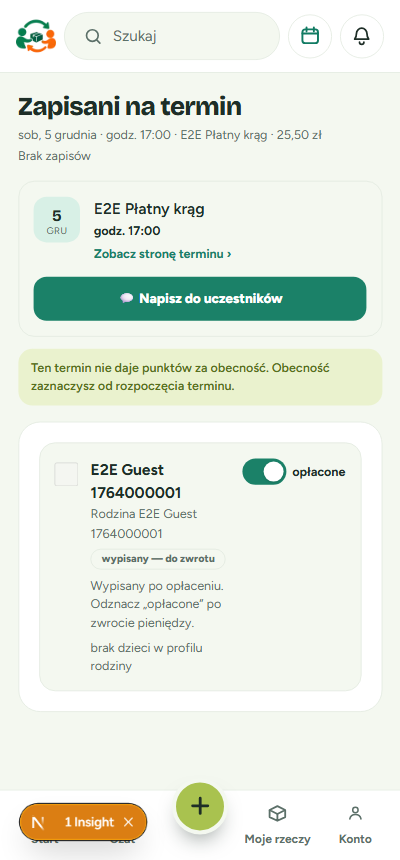 Szukaj
Zapisani na termin
sob, 5 grudnia · godz. 17:00 · E2E Płatny krąg · 25,50 zł
Brak zapisów
5
GRU
E2E Płatny krąg
godz. 17:00
Zobacz stronę terminu ›
💬 Napisz do uczestników
Ten termin nie daje punktów za obecność. Obecność
zaznaczysz od rozpoczęcia terminu.
E2E Guest
1764000001
opłacone
Rodzina E2E Guest
1764000001
wypisany — do zwrotu
Wypisany po opłaceniu.
Odznacz „opłacone” po
zwrocie pieniędzy.
brak dzieci w profilu
rodziny
N
1 Insight
Moje rzeczy
Konto